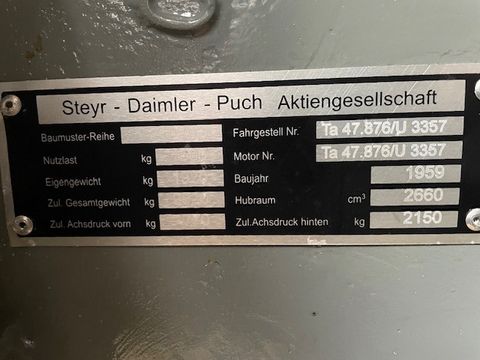 Steyr - Daimler - Puch Aktiengesellschaft
Baumuster-Reihe
Nutzlast kg
Eigengewicht kg
Zul. Gesamtgewicht kg
Zul. Achsdruck vorn kg
Fahrgestell Nr. Ta 47.876/U 3357
Motor Nr. Ta 47.876/U 3357
Baujahr 1959
Hubraum cm³ 2660
Zul.Achsdruck hinten kg 2150